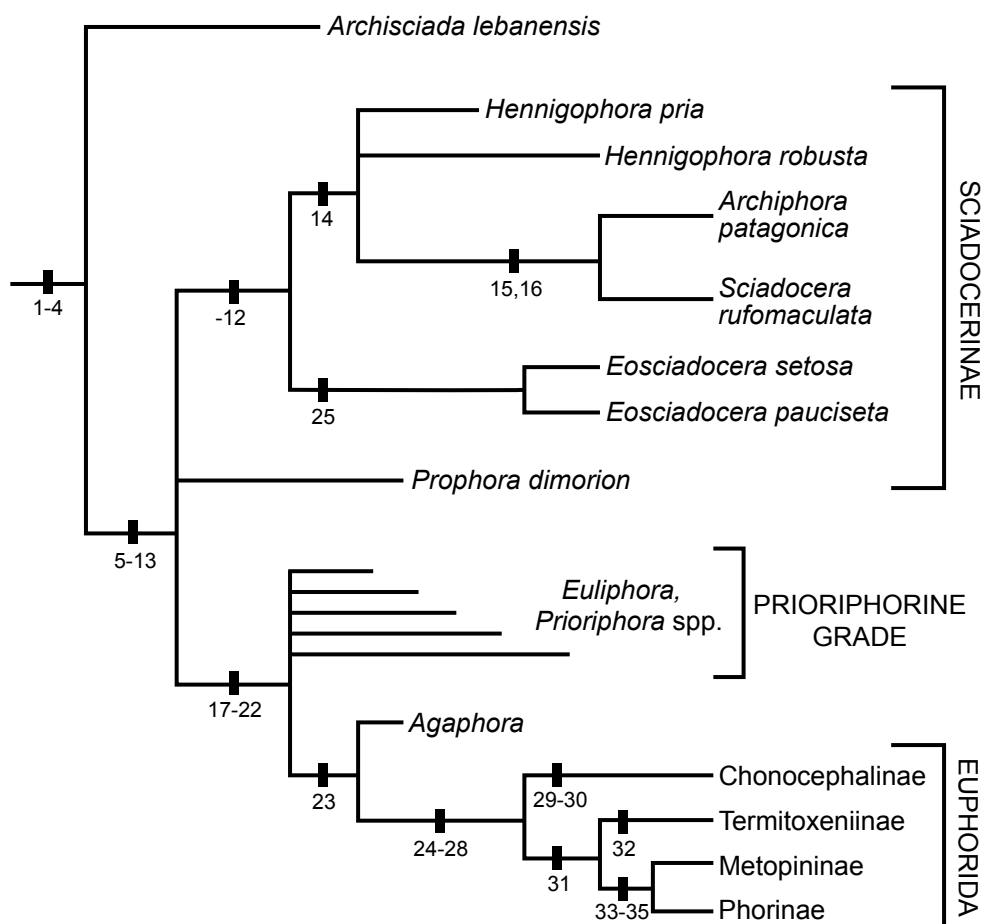 Archisciada lebanensis
Hennigophora pria
Hennigophora robusta
14
Archiphora
patagonica
SCIADOCERINAE
15,16
1-4
-12
Sciadocera
rufomaculata
Eosciadocera setosa
25
Eosciadocera pauciseta
Prophora dimorion
5-13
Euliphora,
Prioriphora spp.
PRIORIPHORINE
GRADE
17-22
Agaphora
23
Chonocephalinae
29-30
EUPHORIDA
Termitoxeniinae
24-28
32
31
Metopininae
33-35
Phorinae